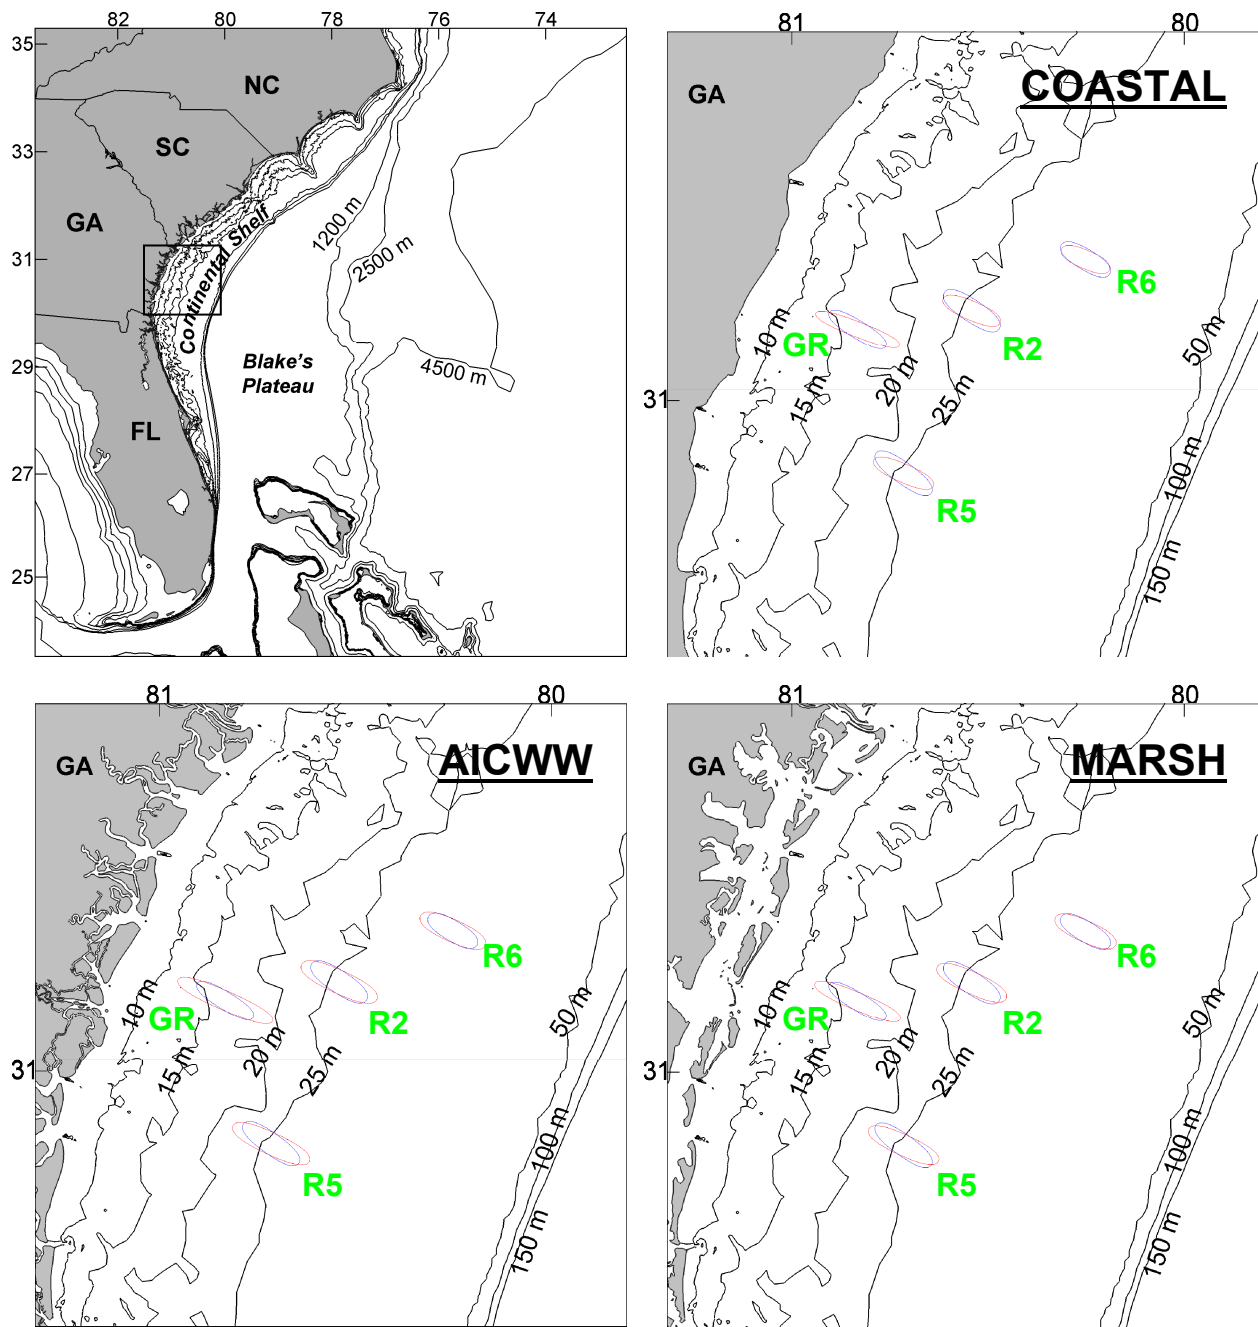 82 80 78 76 74
35
33
31
29
27
25
NC
SC
GA
FL
Continental Shelf
1200 m
2500 m
4500 m
Blake's
Plateau
81 80
31
GA
COASTAL
R6
R2
GR
R5
10 m
15 m
20 m
25 m
50 m
100 m
150 m
81 80
31
GA
AICWW
R6
R2
GR
R5
10 m
15 m
20 m
25 m
50 m
100 m
150 m
81 80
31
GA
MARSH
R6
R2
GR
R5
10 m
15 m
20 m
25 m
50 m
100 m
150 m